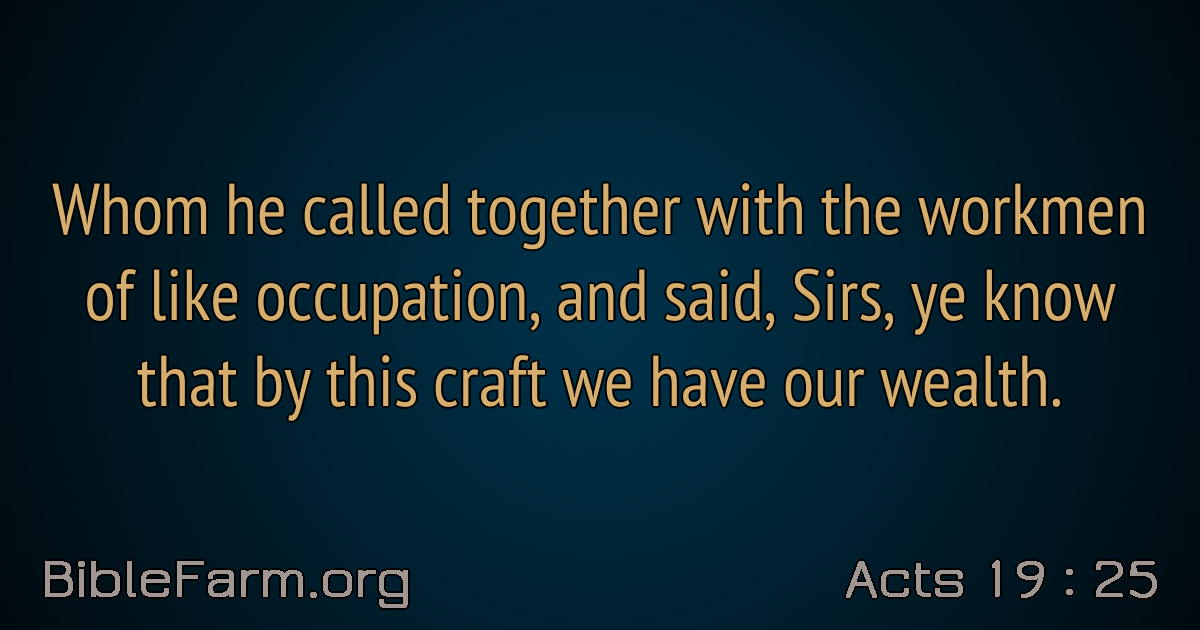 Whom he called together with the workmen
of like occupation, and said, Sirs, ye know
that by this craft we have our wealth.
BibleFarm.org
Acts 19 : 25